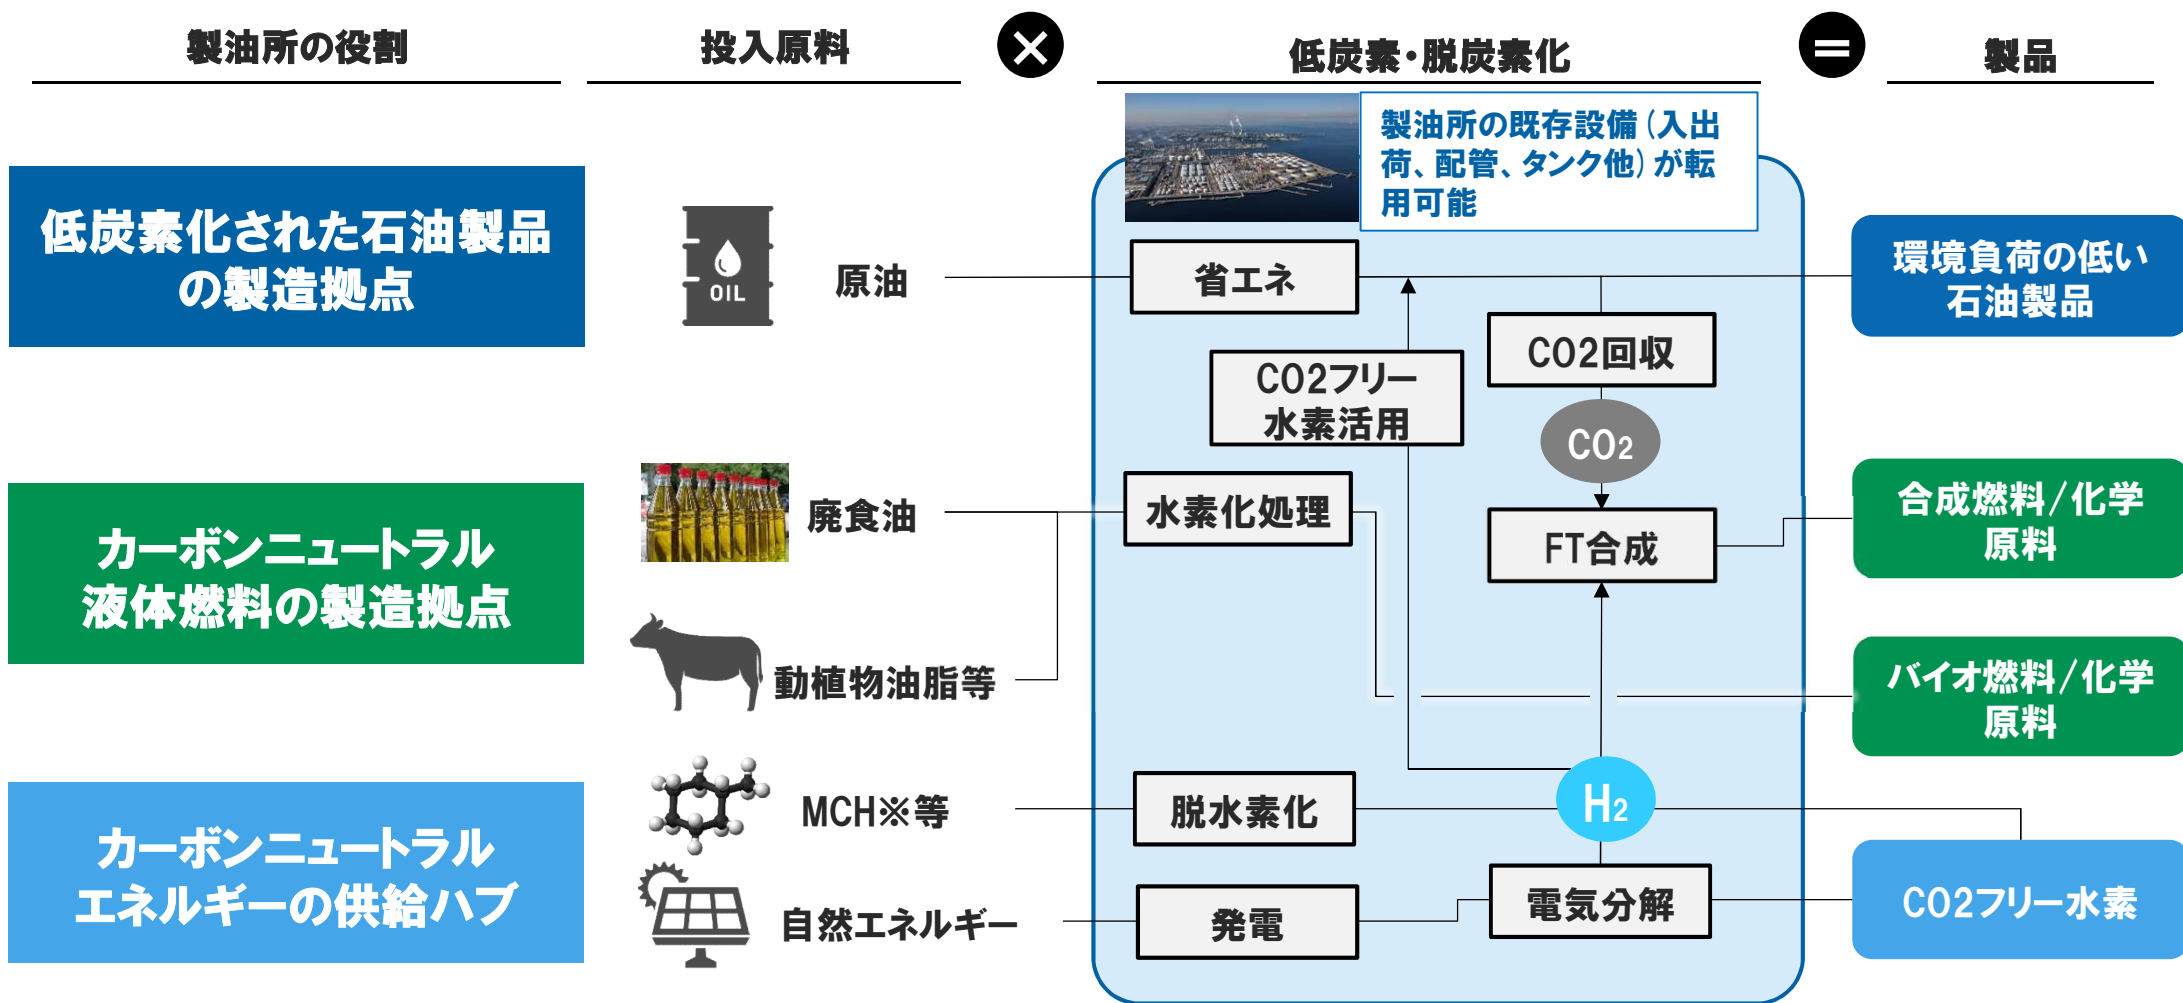 製油所の役割
投入原料
×
低炭素・脱炭素化
=
製品
製油所の既存設備(入出
荷、配管、タンク他)が転
用可能
低炭素化された石油製品
の製造拠点
OIL
原油
省エネ
環境負荷の低い
石油製品
CO2回収
CO2フリー
水素活用
CO2
カーボンニュートラル
液体燃料の製造拠点
廃食油
水素化処理
FT合成
合成燃料/化学
原料
動植物油脂等
バイオ燃料/化学
原料
カーボンニュートラル
エネルギーの供給ハブ
MCH※等
脱水素化
H2
自然エネルギー
発電
電気分解
CO2フリー水素